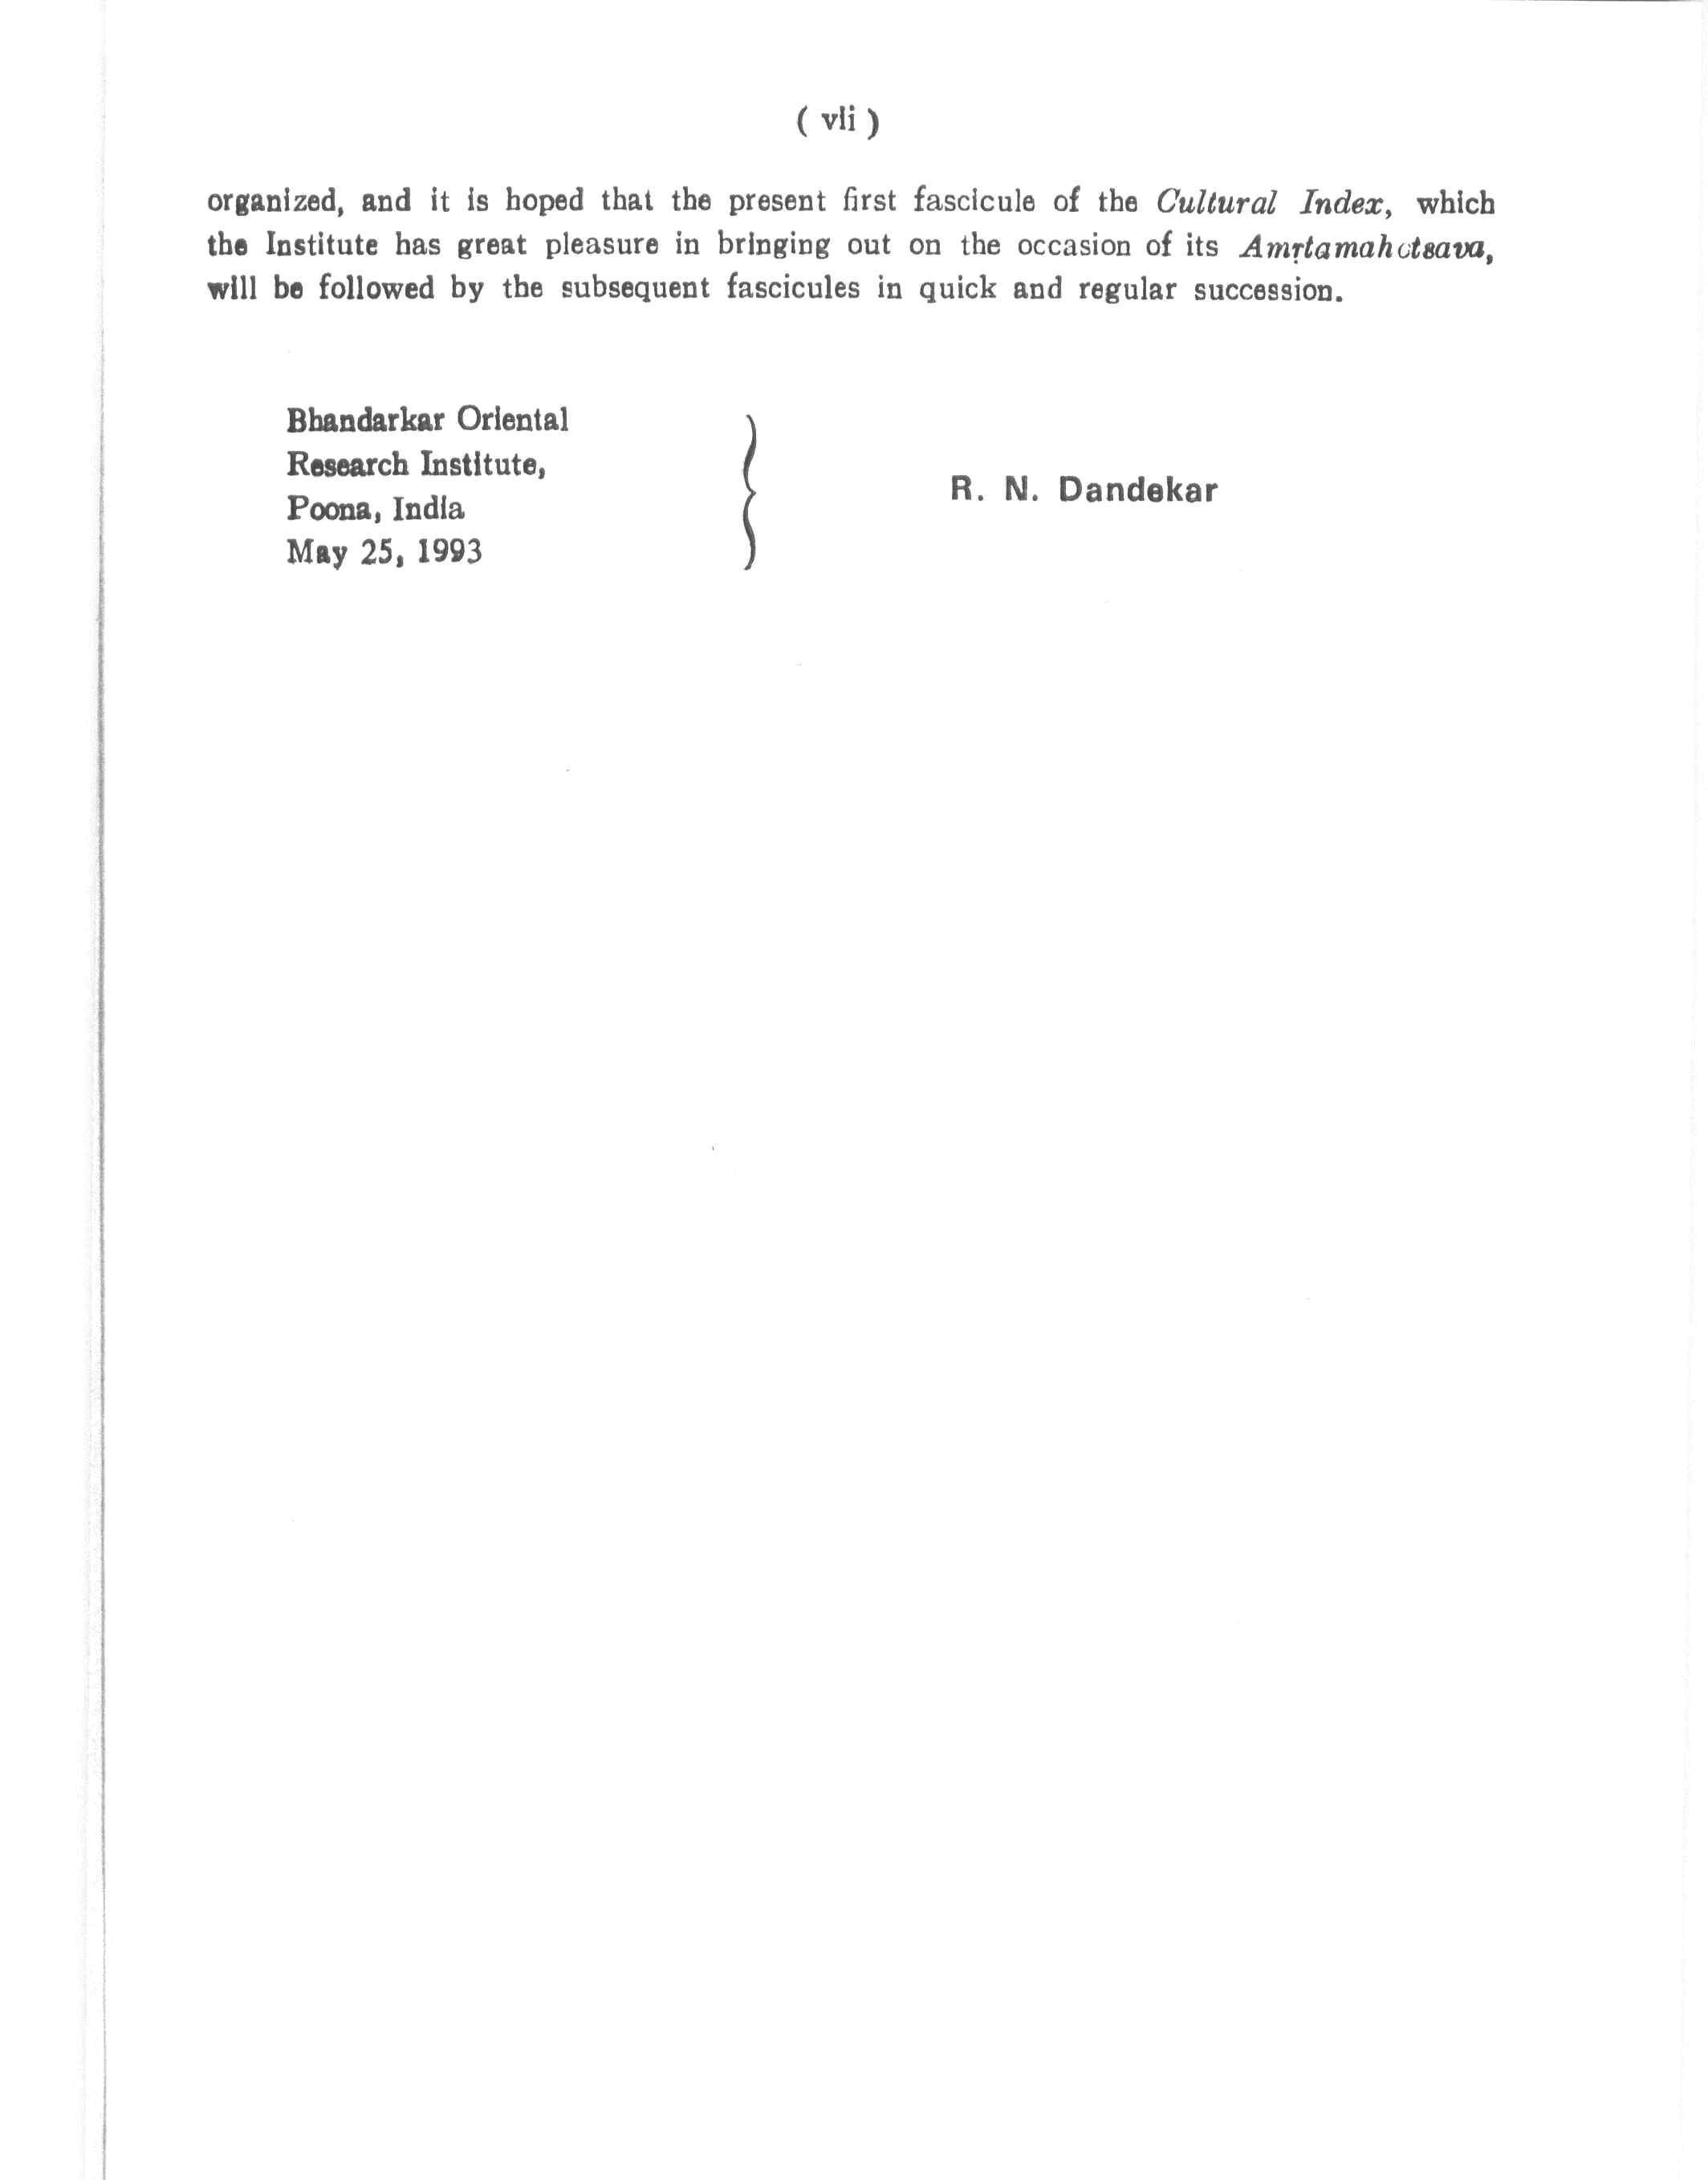 ( vii )
organized, and it is hoped that the present first fascicule of the Cultural Index, which
the Institute has great pleasure in bringing out on the occasion of its Amṛtamahotsava,
will be followed by the subsequent fascicules in quick and regular succession.
Bhandarkar Oriental
Research Institute,
Poona, India
May 25, 1993
R. N. Dandekar